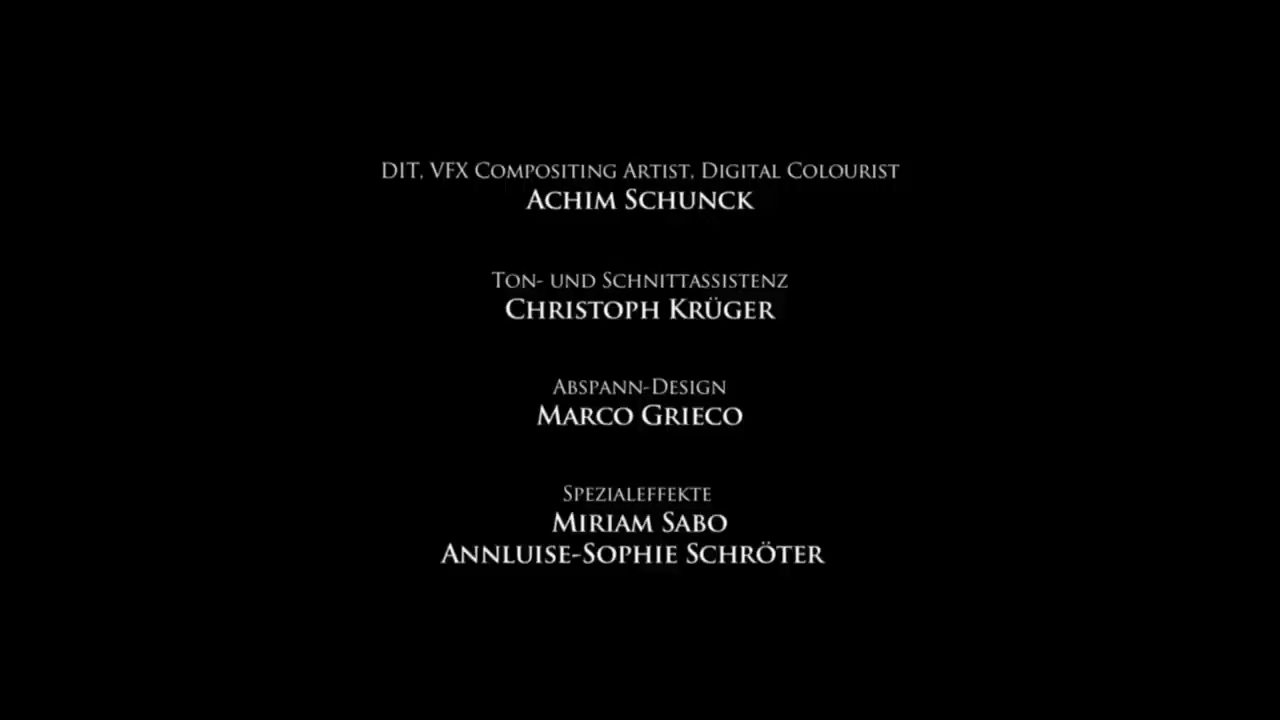 DIT, VFX Compositing Artist, Digital Colourist
Achim Schunck
Ton- und Schnittassistenz
Christoph Krüger
Abspann-Design
Marco Grieco
Spezialeffekte
Miriam Sabo
Annluise-Sophie Schröter